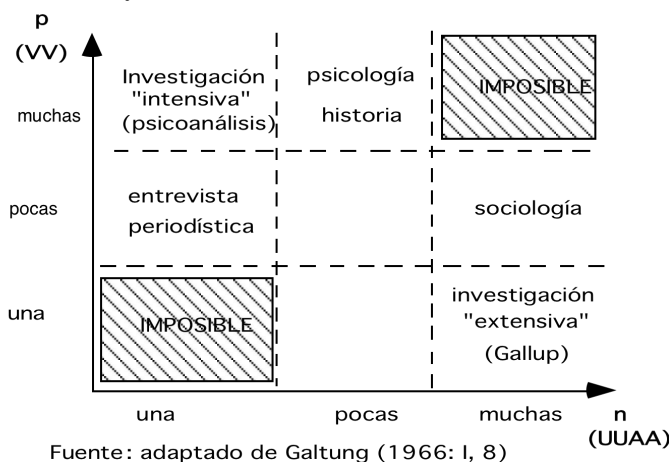 p
(VV)
muchas
Investigación
"intensiva"
(psicoanálisis)
psicología
historia
IMPOSIBLE
pocas
entrevista
periodística
sociología
una
IMPOSIBLE
investigación
"extensiva"
(Gallup)
una
pocas
muchas
n
(UUAA)
Fuente: adaptado de Galtung (1966: I, 8)